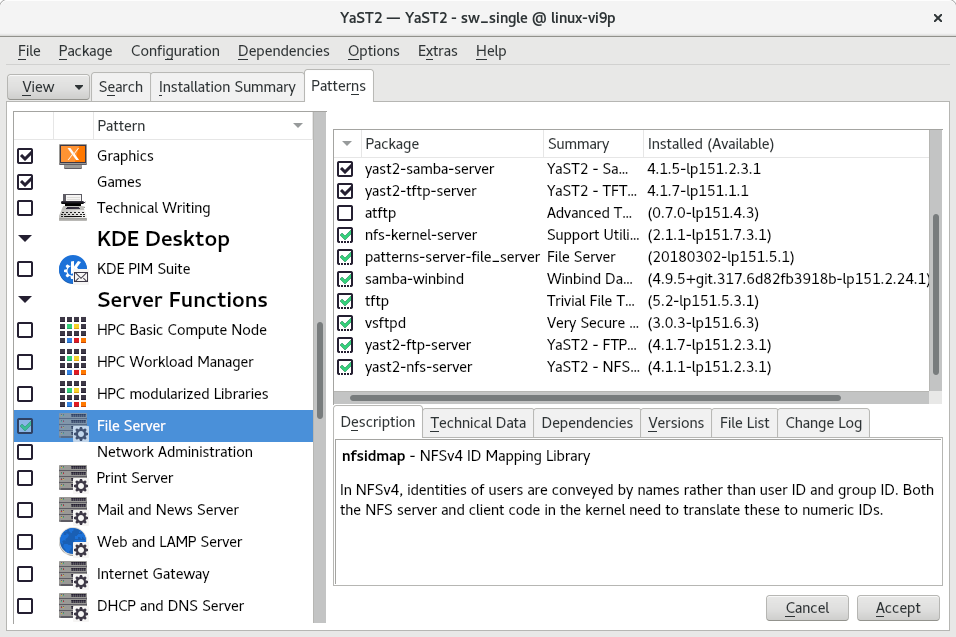 YaST2 — YaST2 - sw_single @ linux-vi9p
File Package Configuration Dependencies Options Extras Help
View Search Installation Summary Patterns
Pattern
Graphics
Games
Technical Writing
KDE Desktop
KDE PIM Suite
Server Functions
HPC Basic Compute Node
HPC Workload Manager
HPC modularized Libraries
File Server
Network Administration
Print Server
Mail and News Server
Web and LAMP Server
Internet Gateway
DHCP and DNS Server
Package Summary Installed (Available)
yast2-samba-server YaST2 - Sa... 4.1.5-lp151.2.3.1
yast2-tftp-server YaST2 - TFT... 4.1.7-lp151.1.1
atftp Advanced T... (0.7.0-lp151.4.3)
nfs-kernel-server Support Utili... (2.1.1-lp151.7.3.1)
patterns-server-file_server File Server (20180302-lp151.5.1)
samba-winbind Winbind Da... (4.9.5+git.317.6d82fb3918b-lp151.2.24.1)
tftp Trivial File T... (5.2-lp151.5.3.1)
vsftpd Very Secure ... (3.0.3-lp151.6.3)
yast-ftp-server YaST2 - FTP... (4.1.7-lp151.2.3.1)
yast2-nfs-server YaST2 - NFS... (4.1.1-lp151.2.3.1)
Description Technical Data Dependencies Versions File List Change Log
nfsidmap - NFSv4 ID Mapping Library
In NFSv4, identities of users are conveyed by names rather than user ID and group ID. Both
the NFS server and client code in the kernel need to translate these to numeric IDs.
Cancel Accept